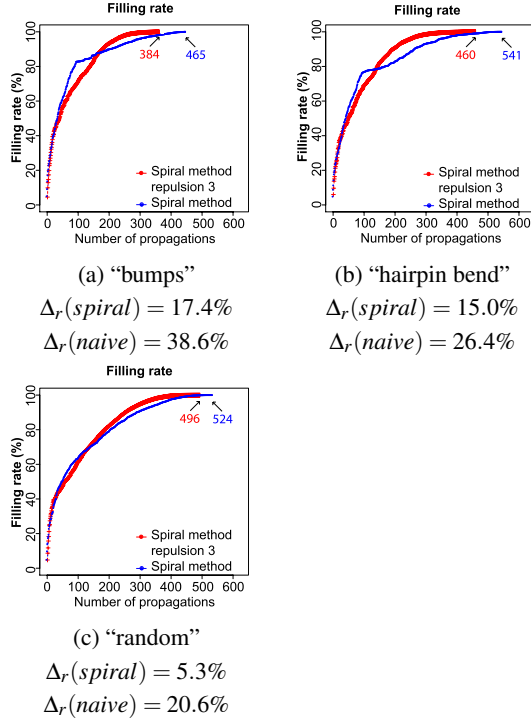 Filling rate
Filling rate (%)
0 20 40 60 80 100
384 465
Spiral method
repulsion 3
Spiral method
0 100 200 300 400 500 600
Number of propagations
(a) “bumps”
Δr(spiral) = 17.4%
Δr(naive) = 38.6%
Filling rate
Filling rate (%)
0 20 40 60 80 100
460 541
Spiral method
repulsion 3
Spiral method
0 100 200 300 400 500 600
Number of propagations
(b) “hairpin bend”
Δr(spiral) = 15.0%
Δr(naive) = 26.4%
Filling rate
Filling rate (%)
0 20 40 60 80 100
496 524
Spiral method
repulsion 3
Spiral method
0 100 200 300 400 500 600
Number of propagations
(c) “random”
Δr(spiral) = 5.3%
Δr(naive) = 20.6%